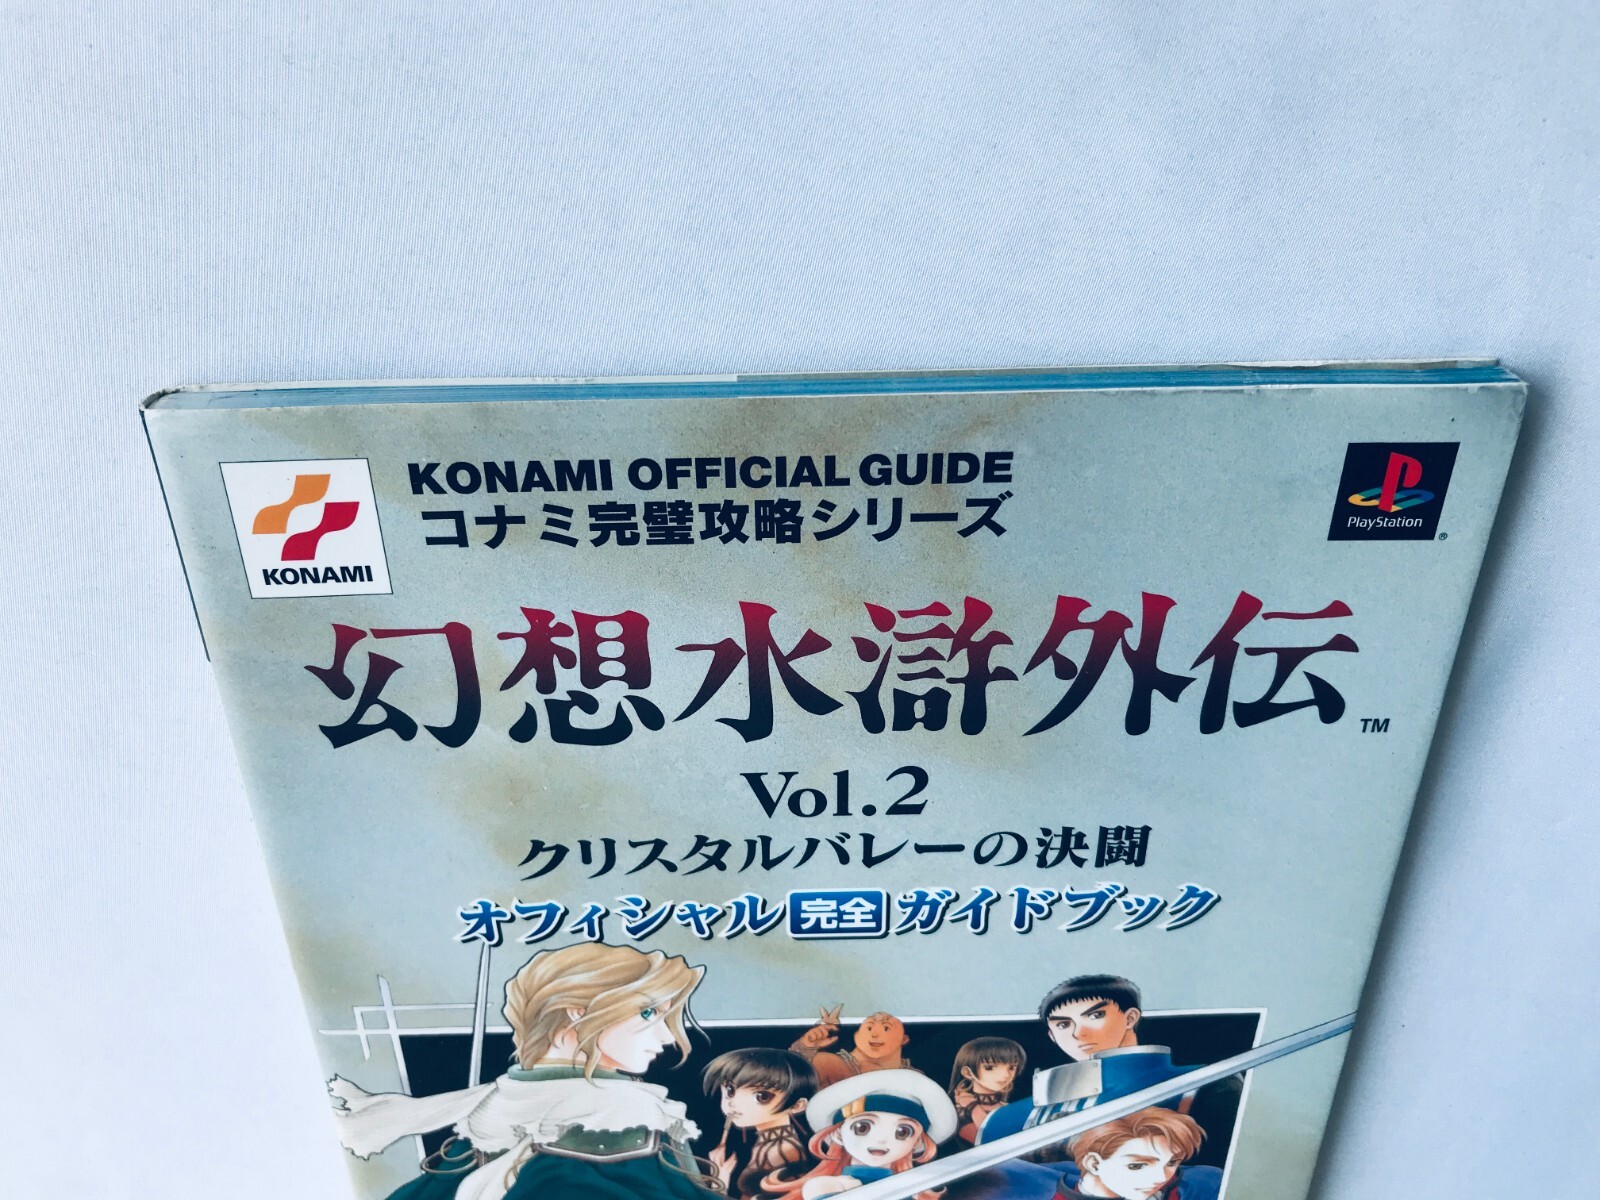 KONAMI
KONAMI OFFICIAL GUIDE
コナミ完璧攻略シリーズ
PlayStation
®
幻想水滸外伝™
Vol.2
クリスタルバレーの決闘
オフィシャル完全ガイドブック